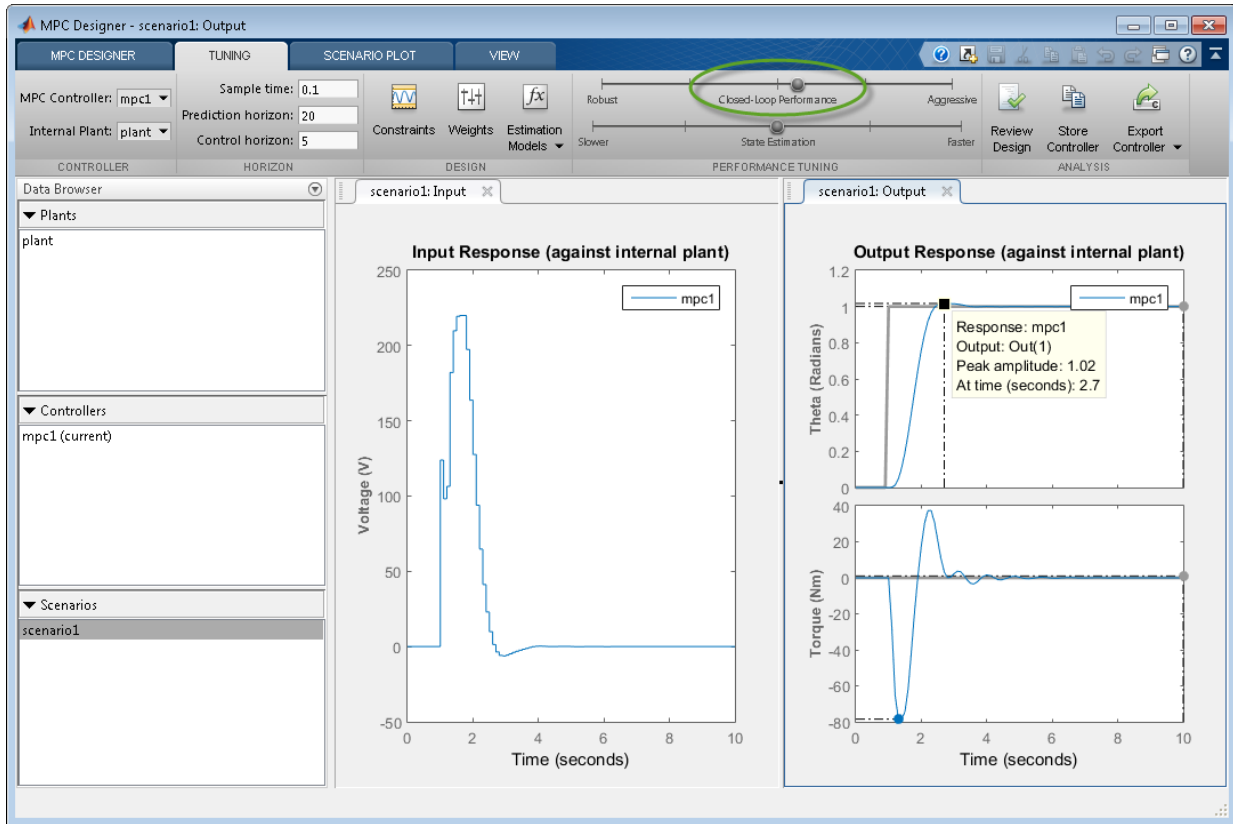 MPC Designer - scenario1: Output
MPC DESIGNER TUNING SCENARIO PLOT VIEW
MPC Controller: mpc1
Internal Plant: plant
CONTROLLER
Sample time: 0.1
Prediction horizon: 20
Control horizon: 5
HORIZON
Constraints Weights Estimation Models
DESIGN
Robust Closed-Loop Performance Aggressive
Slower State Estimation Faster
PERFORMANCE TUNING
Review Design Store Controller Export Controller
ANALYSIS
Data Browser
Plants
plant
Controllers
mpc1 (current)
Scenarios
scenario1
scenario1: Input
Input Response (against internal plant)
mpc1
250
200
150
100
50
0
-50
Voltage (V)
0 2 4 6 8 10
Time (seconds)
scenario1: Output
Output Response (against internal plant)
mpc1
1.2
1
0.8
0.6
0.4
0.2
0
Theta (Radians)
Response: mpc1
Output: Out(1)
Peak amplitude: 1.02
At time (seconds): 2.7
40
20
0
-20
-40
-60
-80
Torque (Nm)
0 2 4 6 8 10
Time (seconds)